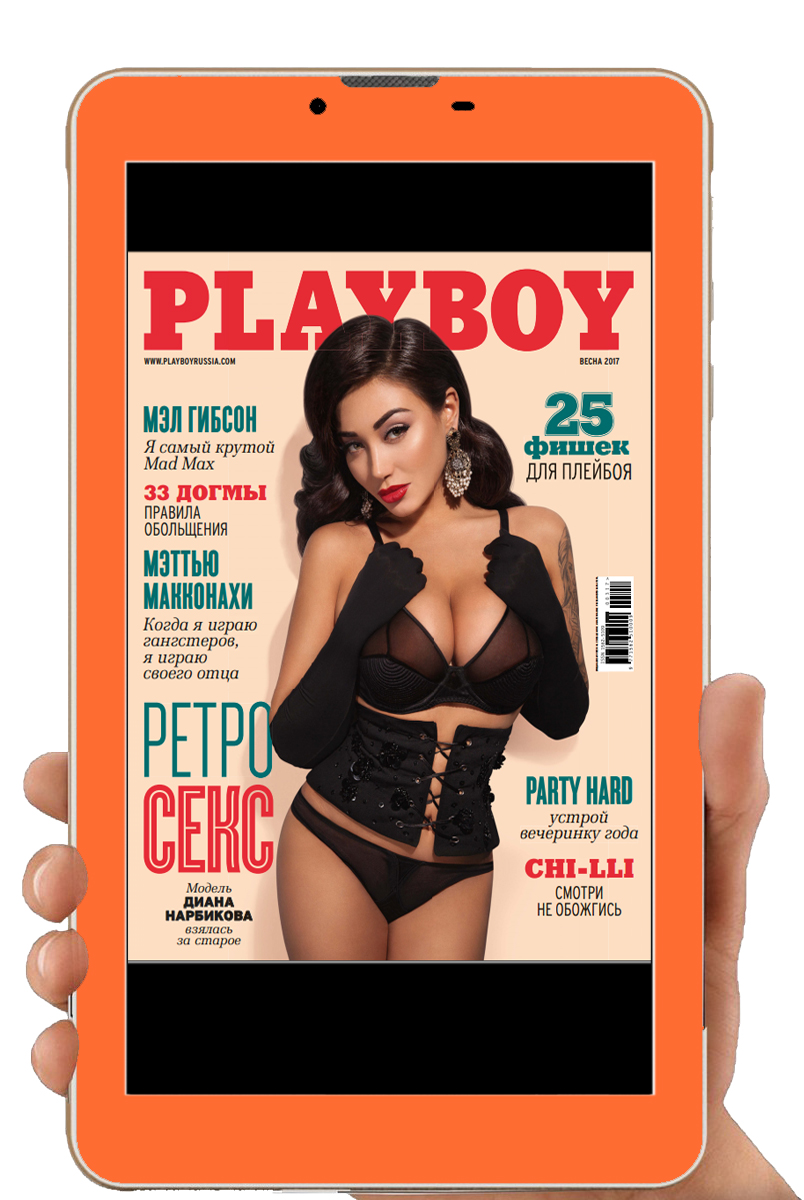 PLAYBOY
WWW.PLAYBOYRUSSIA.COM
ВЕСНА 2017
МЭЛ ГИБСОН
Я самый крутой
Mad Max
33 ДОГМЫ
ПРАВИЛА
ОБОЛЬЩЕНИЯ
МЭТТЬЮ
МАККОНАХИ
Когда я играю
гангстеров,
я играю
своего отца
РЕТРО
СЕКС
Модель
ДИАНА
НАРБИКОВА
взялась
за старое
25
фишек
ДЛЯ ПЛЕЙБОЯ
PARTY HARD
устрой
вечеринку года
CHI-LLI
СМОТРИ
НЕ ОБОЖГИСЬ